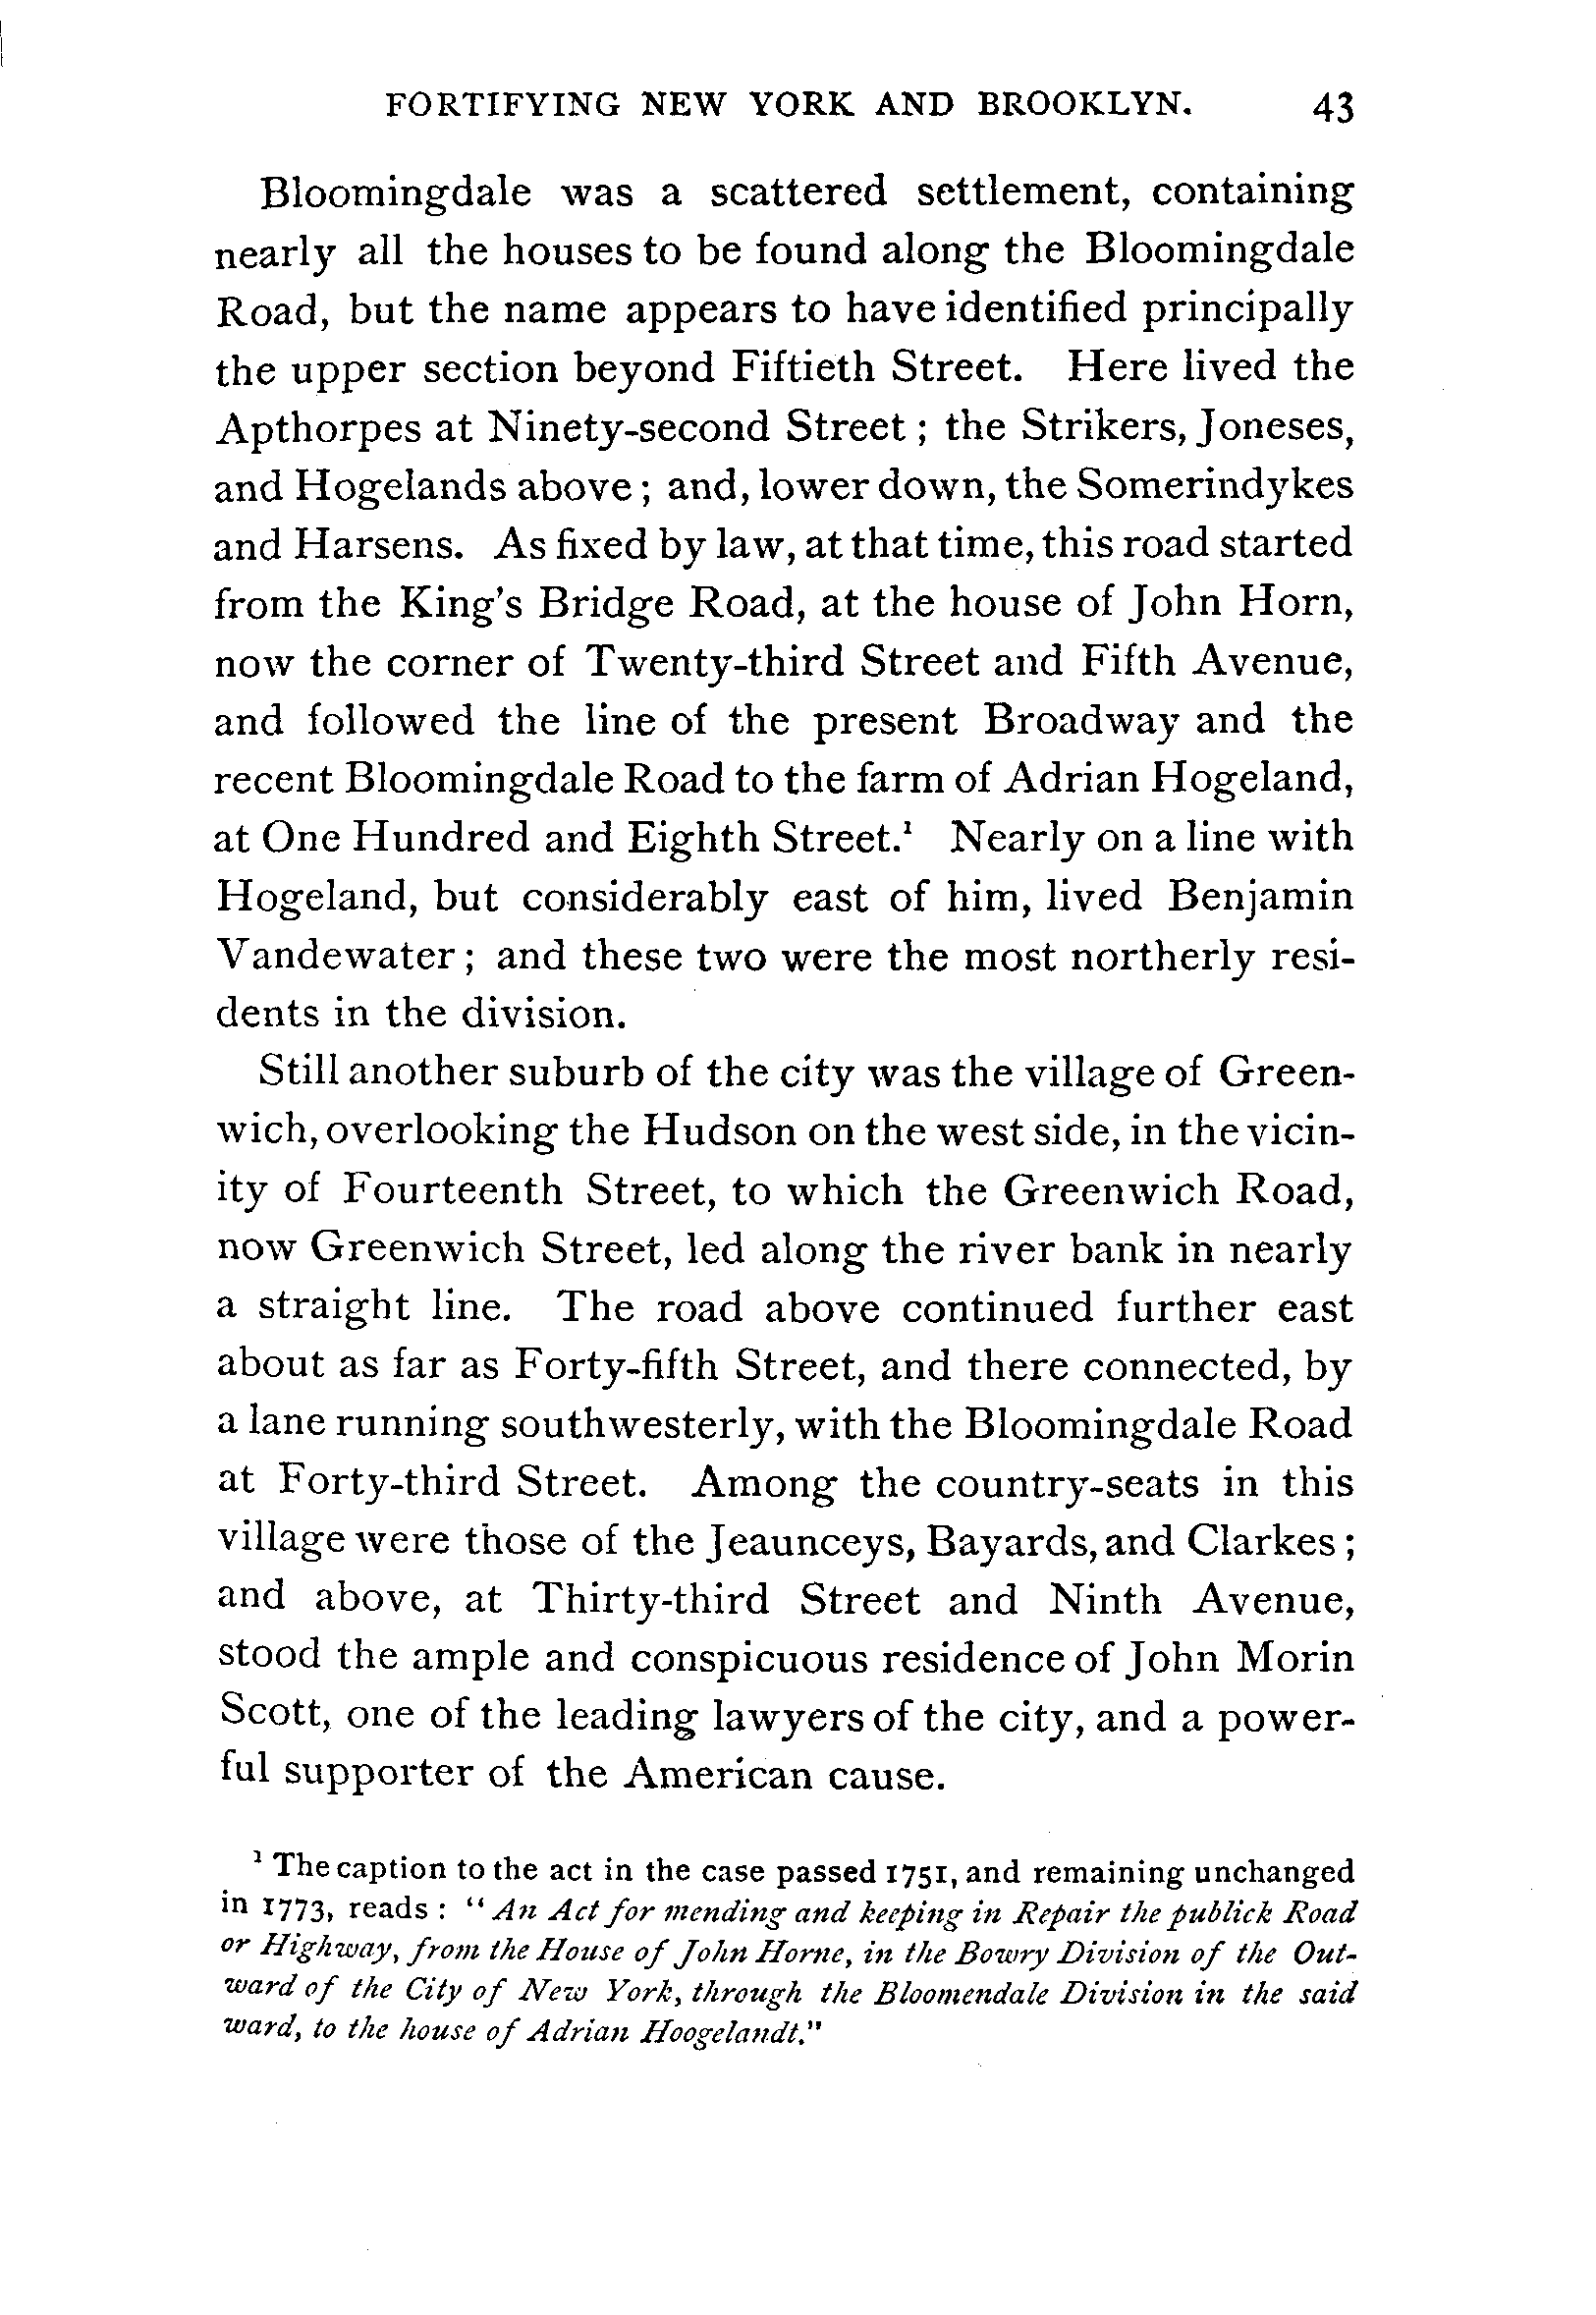 FORTIFYING NEW YORK AND BROOKLYN. 43
Bloomingdale was a scattered settlement, containing
nearly all the houses to be found along the Bloomingdale
Road, but the name appears to have identified principally
the upper section beyond Fiftieth Street. Here lived the
Apthorpes at Ninety-second Street; the Strikers, Joneses,
and Hogelands above; and, lower down, the Somerindykes
and Harsens. As fixed by law, at that time, this road started
from the King's Bridge Road, at the house of John Horn,
now the corner of Twenty-third Street and Fifth Avenue,
and followed the line of the present Broadway and the
recent Bloomingdale Road to the farm of Adrian Hogeland,
at One Hundred and Eighth Street.¹ Nearly on a line with
Hogeland, but considerably east of him, lived Benjamin
Vandewater; and these two were the most northerly resi-
dents in the division.
Still another suburb of the city was the village of Green-
wich, overlooking the Hudson on the west side, in the vicin-
ity of Fourteenth Street, to which the Greenwich Road,
now Greenwich Street, led along the river bank in nearly
a straight line. The road above continued further east
about as far as Forty-fifth Street, and there connected, by
a lane running southwesterly, with the Bloomingdale Road
at Forty-third Street. Among the country-seats in this
village were those of the Jeaunceys, Bayards, and Clarkes;
and above, at Thirty-third Street and Ninth Avenue,
stood the ample and conspicuous residence of John Morin
Scott, one of the leading lawyers of the city, and a power-
ful supporter of the American cause.
¹ The caption to the act in the case passed 1751, and remaining unchanged
in 1773, reads: "An Act for mending and keeping in Repair the publick Road
or Highway, from the House of John Horne, in the Bowry Division of the Out-
ward of the City of New York, through the Bloomendale Division in the said
ward, to the house of Adrian Hoogelandt."